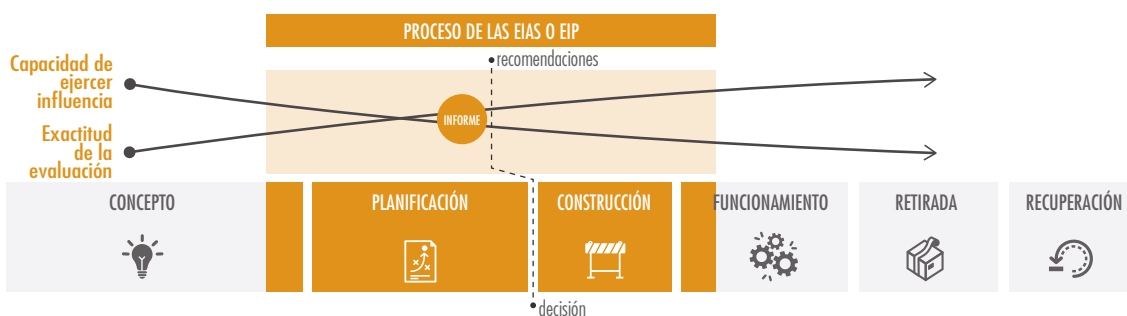 PROCESO DE LAS EIAS O EIP
recomendaciones
Capacidad de
ejercer
influencia
INFORME
Exactitud
de la
evaluación
CONCEPTO
PLANIFICACIÓN
CONSTRUCCIÓN
FUNCIONAMIENTO
RETIRADA
RECUPERACIÓN
decisión